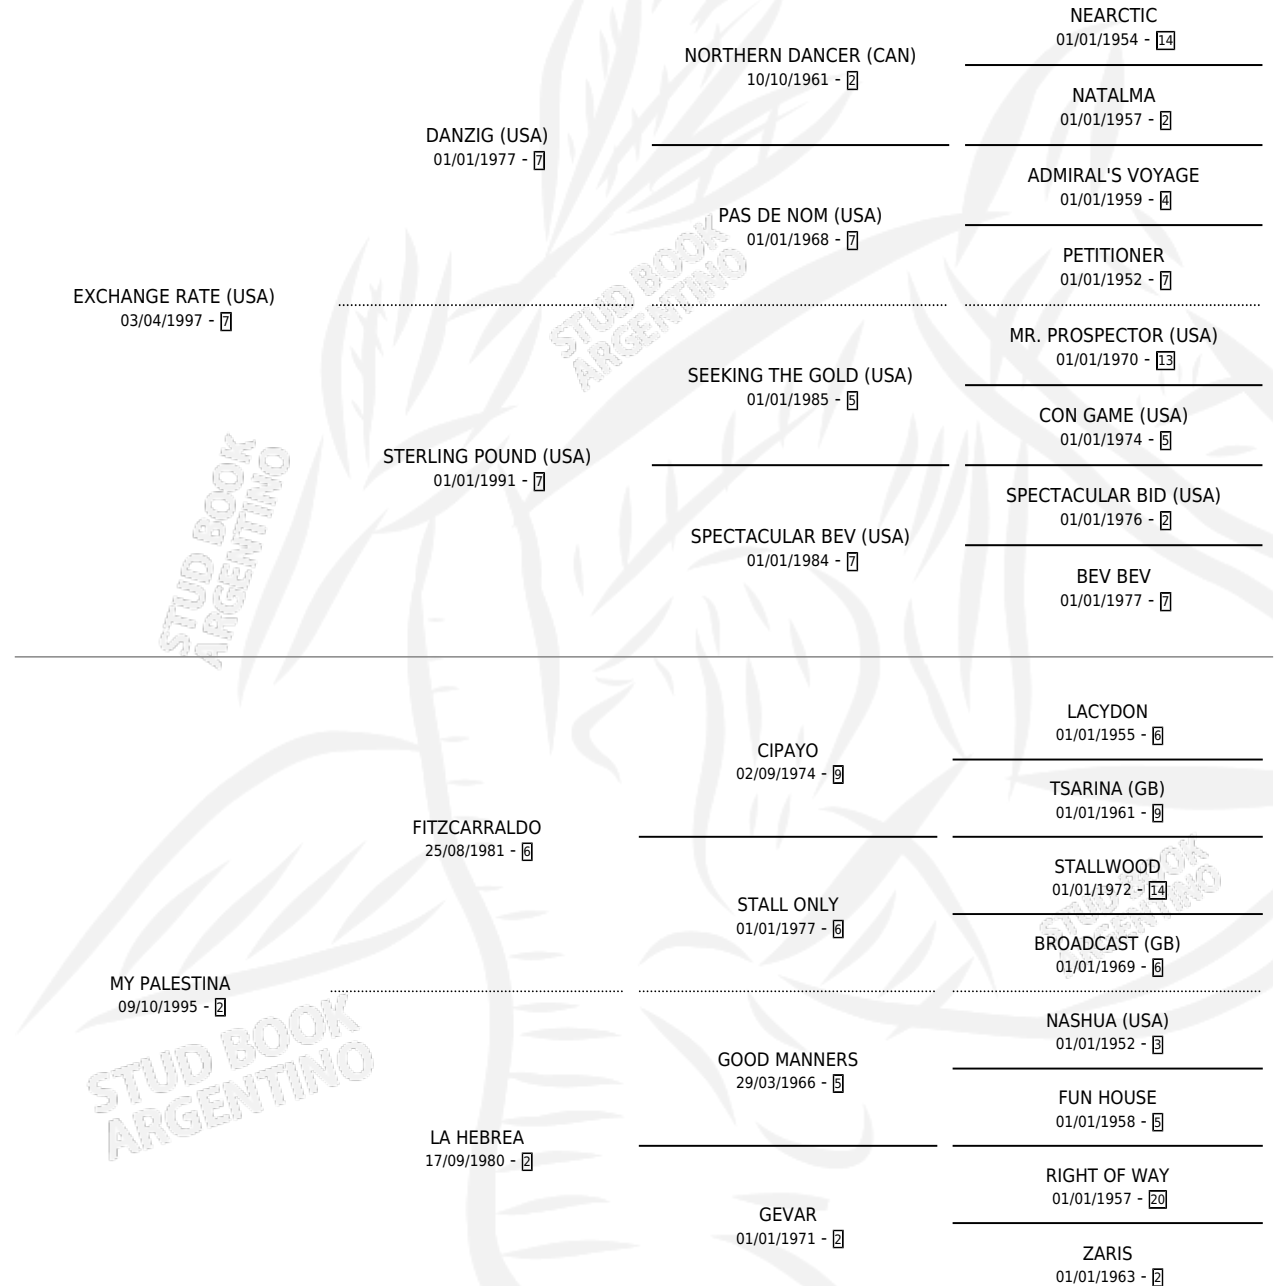 NEARCTIC
01/01/1954 - 14
NORTHERN DANCER (CAN)
10/10/1961 - 2
NATALMA
01/01/1957 - 2
DANZIG (USA)
01/01/1977 - 7
ADMIRAL'S VOYAGE
01/01/1959 - 4
PAS DE NOM (USA)
01/01/1968 - 7
PETITIONER
01/01/1952 - 7
EXCHANGE RATE (USA)
03/04/1997 - 7
MR. PROSPECTOR (USA)
01/01/1970 - 13
SEEKING THE GOLD (USA)
01/01/1985 - 5
CON GAME (USA)
01/01/1974 - 5
STERLING POUND (USA)
01/01/1991 - 7
SPECTACULAR BID (USA)
01/01/1976 - 2
SPECTACULAR BEV (USA)
01/01/1984 - 7
BEV BEV
01/01/1977 - 7
LACYDON
01/01/1955 - 6
CIPAYO
02/09/1974 - 9
TSARINA (GB)
01/01/1961 - 9
FITZCARRALDO
25/08/1981 - 6
STALLWOOD
01/01/1972 - 14
STALL ONLY
01/01/1977 - 6
BROADCAST (GB)
01/01/1969 - 6
MY PALESTINA
09/10/1995 - 2
NASHUA (USA)
01/01/1952 - 3
GOOD MANNERS
29/03/1966 - 5
FUN HOUSE
01/01/1958 - 5
LA HEBREA
17/09/1980 - 2
RIGHT OF WAY
01/01/1957 - 20
GEVAR
01/01/1971 - 2
ZARIS
01/01/1963 - 2
STUD BOOK
ARGENTINO
STUD BOOK
ARGENTINO
STUD BOOK
ARGENTINO
STUD BOOK
ARGENTINO